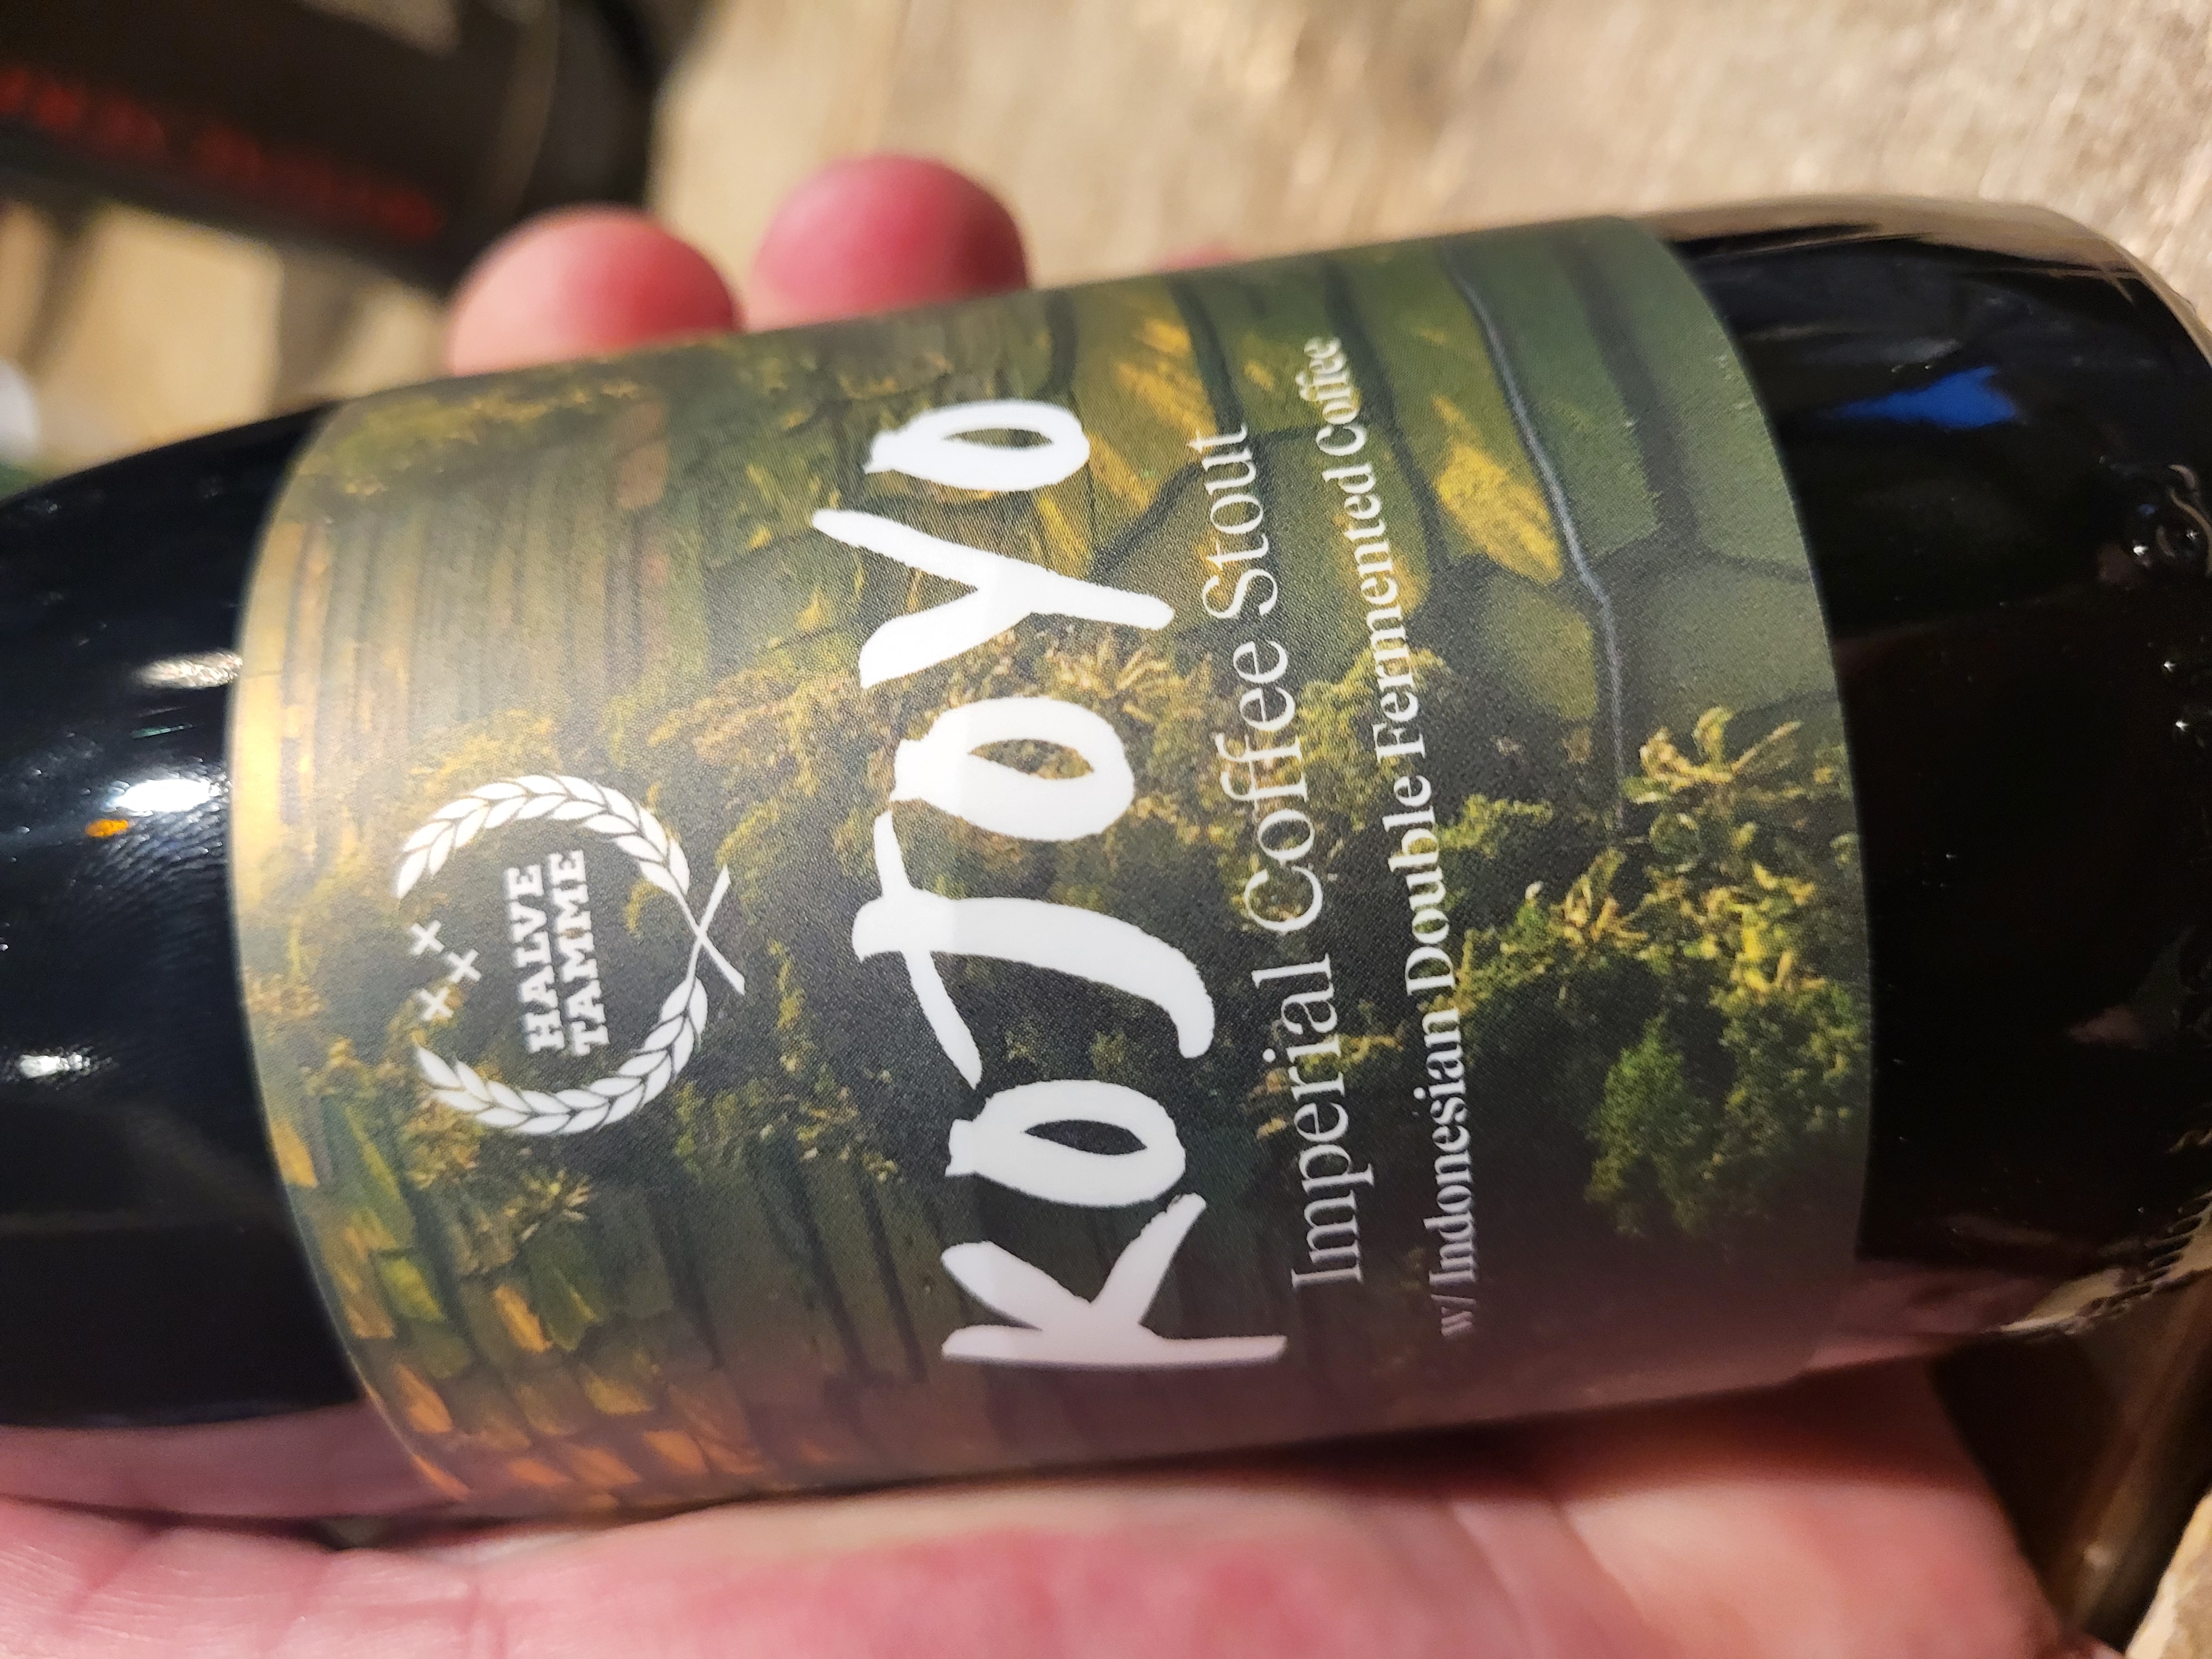 HALVE
TAMME
KOJOYO
Imperial Coffee Stout
w/ Indonesian Double Fermented coffee